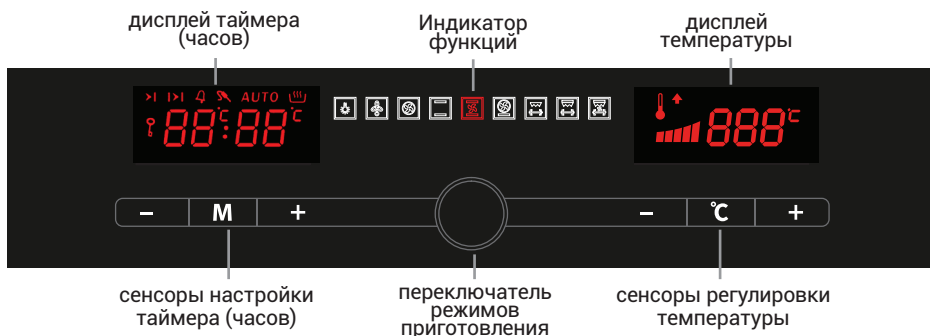 дисплей таймера
(часов)
Индикатор
функций
дисплей
температуры
AUTO
88:88
°C
°C
888
°C
–
M
+
–
°C
+
сенсоры настройки
таймера (часов)
переключатель
режимов
приготовления
сенсоры регулировки
температуры